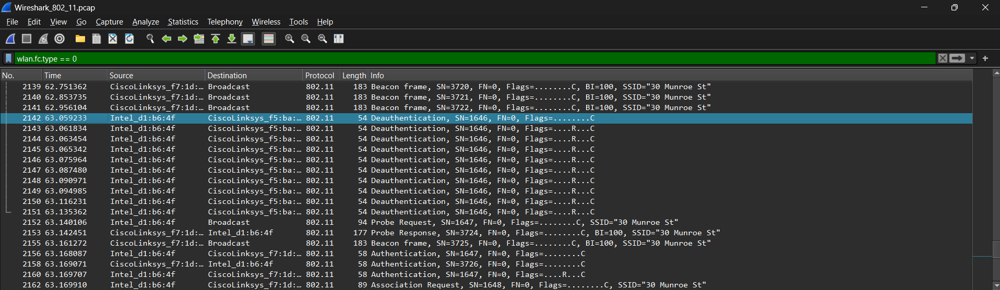 Wireshark_802_11.pcap
File Edit View Go Capture Analyze Statistics Telephony Wireless Tools Help
wlan.fc.type == 0
No. Time Source Destination Protocol Length Info
2139 62.751362 CiscoLinksys_f7:1d:… Broadcast 802.11 183 Beacon frame, SN=3720, FN=0, Flags=........C, BI=100, SSID="30 Munroe St"
2140 62.853735 CiscoLinksys_f7:1d:… Broadcast 802.11 183 Beacon frame, SN=3721, FN=0, Flags=........C, BI=100, SSID="30 Munroe St"
2141 62.956104 CiscoLinksys_f7:1d:… Broadcast 802.11 183 Beacon frame, SN=3722, FN=0, Flags=........C, BI=100, SSID="30 Munroe St"
2142 63.059233 Intel_d1:b6:4f CiscoLinksys_f5:ba:… 802.11 54 Deauthentication, SN=1646, FN=0, Flags=........C
2143 63.061834 Intel_d1:b6:4f CiscoLinksys_f5:ba:… 802.11 54 Deauthentication, SN=1646, FN=0, Flags=....R...C
2144 63.063454 Intel_d1:b6:4f CiscoLinksys_f5:ba:… 802.11 54 Deauthentication, SN=1646, FN=0, Flags=....R...C
2145 63.065342 Intel_d1:b6:4f CiscoLinksys_f5:ba:… 802.11 54 Deauthentication, SN=1646, FN=0, Flags=....R...C
2146 63.075964 Intel_d1:b6:4f CiscoLinksys_f5:ba:… 802.11 54 Deauthentication, SN=1646, FN=0, Flags=....R...C
2147 63.087480 Intel_d1:b6:4f CiscoLinksys_f5:ba:… 802.11 54 Deauthentication, SN=1646, FN=0, Flags=....R...C
2148 63.090971 Intel_d1:b6:4f CiscoLinksys_f5:ba:… 802.11 54 Deauthentication, SN=1646, FN=0, Flags=....R...C
2149 63.094985 Intel_d1:b6:4f CiscoLinksys_f5:ba:… 802.11 54 Deauthentication, SN=1646, FN=0, Flags=....R...C
2150 63.116231 Intel_d1:b6:4f CiscoLinksys_f5:ba:… 802.11 54 Deauthentication, SN=1646, FN=0, Flags=....R...C
2151 63.135362 Intel_d1:b6:4f CiscoLinksys_f5:ba:… 802.11 54 Deauthentication, SN=1646, FN=0, Flags=....R...C
2152 63.140106 Intel_d1:b6:4f Broadcast 802.11 94 Probe Request, SN=1647, FN=0, Flags=........C, SSID="30 Munroe St"
2153 63.142451 CiscoLinksys_f7:1d:… Intel_d1:b6:4f 802.11 177 Probe Response, SN=3724, FN=0, Flags=........C, BI=100, SSID="30 Munroe St"
2155 63.161272 CiscoLinksys_f7:1d:… Broadcast 802.11 183 Beacon frame, SN=3725, FN=0, Flags=........C, BI=100, SSID="30 Munroe St"
2156 63.168087 Intel_d1:b6:4f CiscoLinksys_f7:1d:… 802.11 58 Authentication, SN=1647, FN=0, Flags=........C
2158 63.169071 CiscoLinksys_f7:1d:… Intel_d1:b6:4f 802.11 58 Authentication, SN=3726, FN=0, Flags=........C
2160 63.169707 Intel_d1:b6:4f CiscoLinksys_f7:1d:… 802.11 58 Authentication, SN=1647, FN=0, Flags=....R...C
2162 63.169910 Intel_d1:b6:4f CiscoLinksys_f7:1d:… 802.11 89 Association Request, SN=1648, FN=0, Flags=........C, SSID="30 Munroe St"